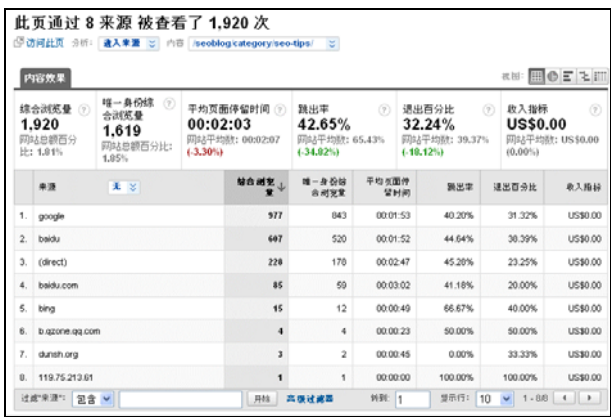 此页通过 8 来源 被查看了 1,920 次
访问此页 分析: 进入来源 内容 /seoblog/category/seo-tips/
内容效果 视图:
综合浏览量 唯一身份综合浏览量 平均页面停留时间 跳出率 退出百分比 收入指标
1,920 1,619 00:02:03 42.65% 32.24% US$0.00
网站总额百分比: 1.81% 网站总额百分比: 1.85% 网站平均数: 00:02:07 (-3.30%) 网站平均数: 65.43% (-34.82%) 网站平均数: 39.37% (-18.12%) 网站平均数: US$0.00 (0.00%)
来源 无 综合浏览量 ↓ 唯一身份综合浏览量 平均页面停留时间 跳出率 退出百分比 收入指标
1. google 977 843 00:01:53 40.20% 31.32% US$0.00
2. baidu 607 520 00:01:52 44.64% 38.39% US$0.00
3. (direct) 228 178 00:02:47 45.28% 23.25% US$0.00
4. baidu.com 85 59 00:03:02 41.18% 20.00% US$0.00
5. bing 15 12 00:00:49 66.67% 40.00% US$0.00
6. b.qzone.qq.com 4 4 00:00:23 50.00% 50.00% US$0.00
7. dunsh.org 3 2 00:00:45 0.00% 33.33% US$0.00
8. 119.75.213.61 1 1 00:00:00 100.00% 100.00% US$0.00
过滤"来源": 包含 开始 高级过滤器 转到: 1 显示行: 10 1 - 8/8